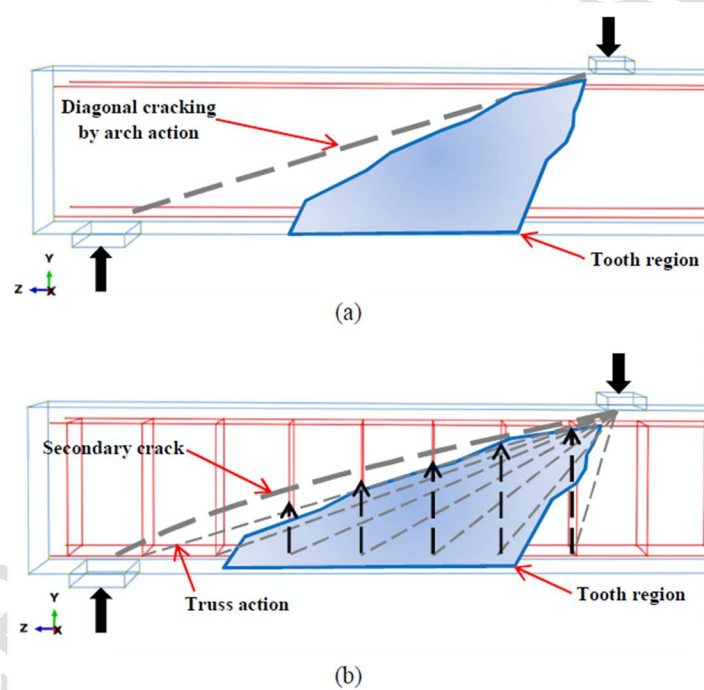 Diagonal cracking
by arch action
Tooth region
Y
Z
X
(a)
Secondary crack
Truss action
Tooth region
Y
Z
X
(b)